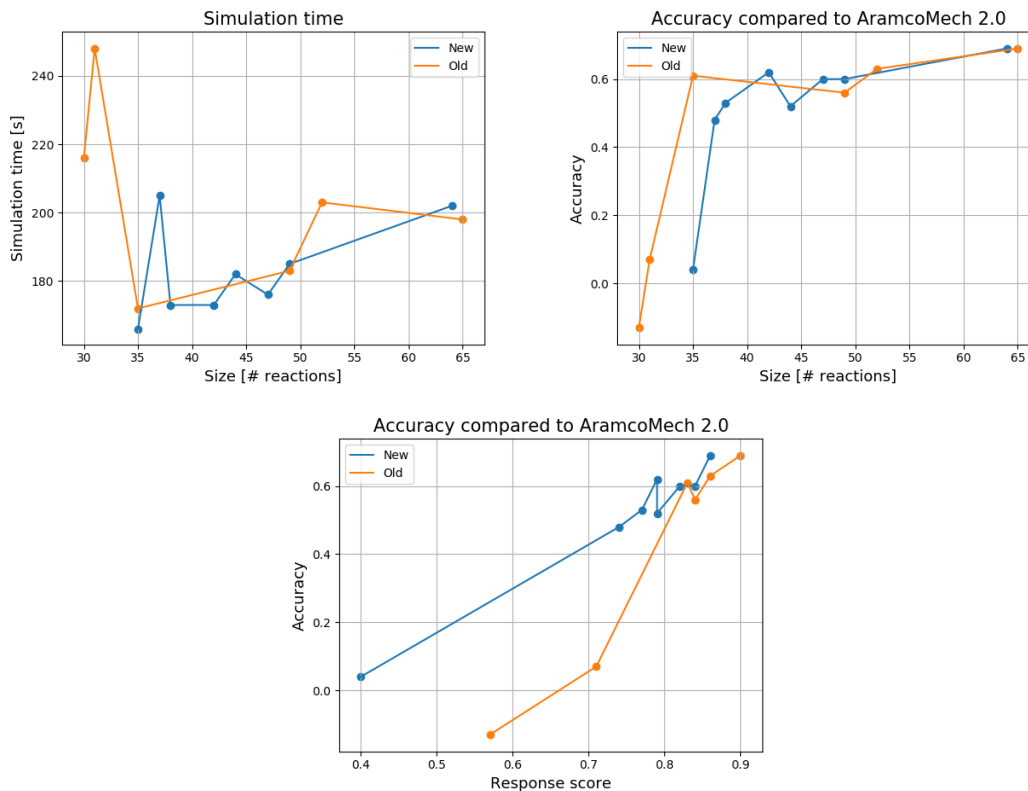 Simulation time
New
Old
240
220
200
180
Simulation time [s]
30 35 40 45 50 55 60 65
Size [# reactions]
Accuracy compared to AramcoMech 2.0
New
Old
0.6
0.4
0.2
0.0
Accuracy
30 35 40 45 50 55 60 65
Size [# reactions]
Accuracy compared to AramcoMech 2.0
New
Old
0.6
0.4
0.2
0.0
Accuracy
0.4 0.5 0.6 0.7 0.8 0.9
Response score